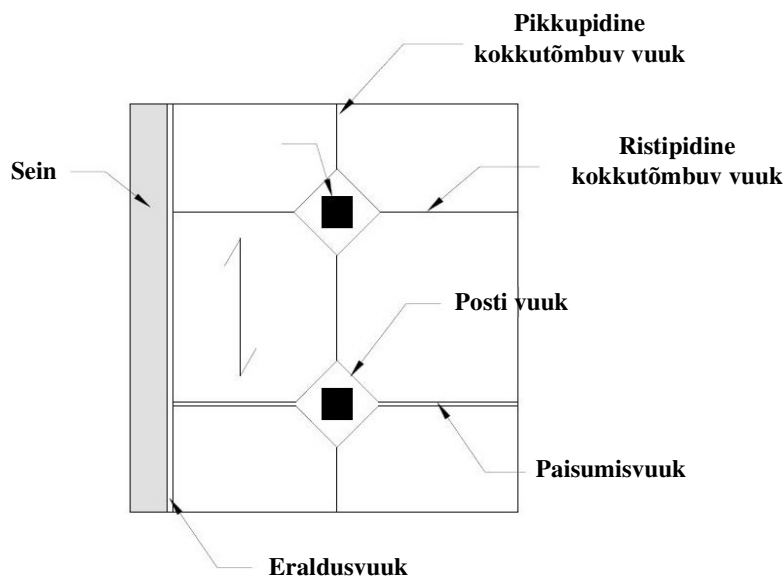 Pikkupidine
kokkutõmbuv vuuk
Ristipidine
kokkutõmbuv vuuk
Sein
Posti vuuk
Paisumisvuuk
Eraldusvuuk